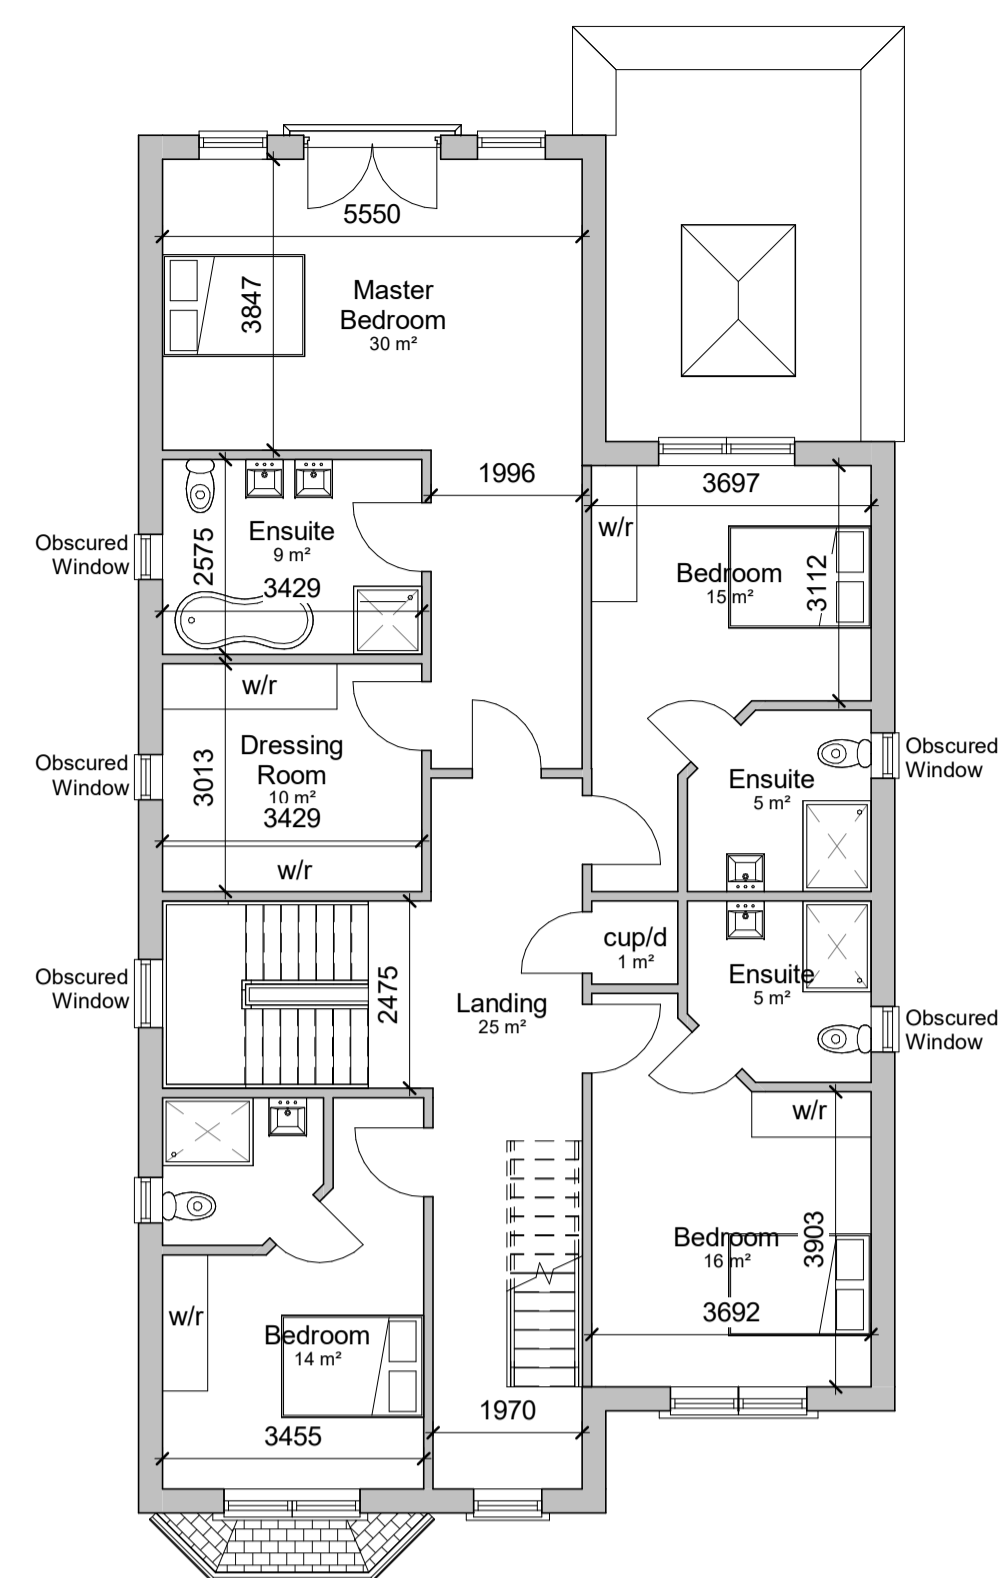 5550
3847
Master
Bedroom
30 m²
1996
3697
w/r
Obscured
Window
2575
Ensuite
9 m²
3429
Bedroom
15 m²
3112
w/r
Obscured
Window
3013
Dressing
Room
10 m²
3429
w/r
Ensuite
5 m²
Obscured
Window
Obscured
Window
2475
cup/d
1 m²
Landing
25 m²
Ensuite
5 m²
Obscured
Window
w/r
Bedroom
16 m²
3903
3692
w/r
Bedroom
14 m²
3455
1970